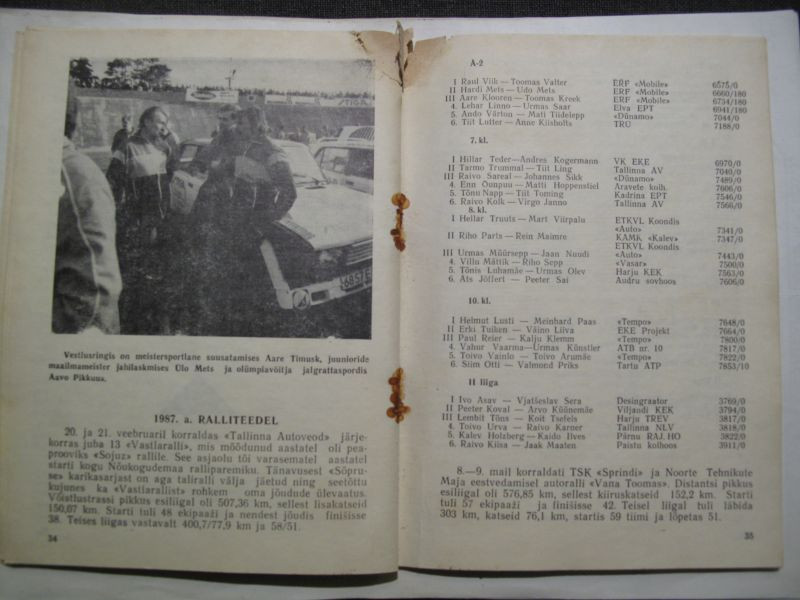 STIGA
6857E
Vestlusringis on meistersportlane suusatamises Aare Timusk, juunioride
maailmameister jahilaskmises Ülo Mets ja olümpiavõitja jalgrattaspordis
Aavo Pikkuus.
1987. a. RALLITEEDEL
20. ja 21. veebruaril korraldas «Tallinna Autoveod» järje-
korras juba 13 «Vastlaralli», mis möödunud aastatel oli pea-
prooviks «Sojuz» rallile. See asjaolu tõi varasematel aastatel
starti kogu Nõukogudemaa ralliparemiku. Tänavusest «Sõpru-
se» karikasarjast on aga taliralli välja jäetud ning seetõttu
kujunes ka «Vastlarallist» rohkem oma jõudude ülevaatus.
Võistlustrassi pikkus esiliigal oli 507,36 km, sellest lisakatseid
150,07 km. Starti tuli 48 ekipaaži ja nendest jõudis finišisse
38. Teises liigas vastavalt 400,7/77,9 km ja 58/51.
34
A-2
I Raul Viik — Toomas Valter ERF «Mobile» 6575/0
II Hardi Mets — Udo Mets ERF «Mobile» 6660/180
III Aare Klooren — Toomas Kreek ERF «Mobile» 6734/180
4. Lehar Linno — Urmas Saar Elva EPT 6941/180
5. Ando Värton — Mati Tiidelepp «Dünamo» 7044/0
6. Tiit Lutter — Anne Kiisholts TRÜ 7188/0
7. kl.
I Hillar Teder — Andres Kogermann VK EKE 6970/0
II Tarmo Trummal — Tiit Ling Tallinna AV 7040/0
III Raivo Sareal — Johannes Sikk «Dünamo» 7489/0
4. Enn Õunpuu — Matti Hoppenstiel Aravete kolh. 7606/0
5. Tõnu Napp — Tiit Toming Kadrina EPT 7546/0
6. Raivo Kolk — Virgo Janno Tallinna AV 7566/0
8. kl.
I Hellar Truuts — Mart Viirpalu ETKVL Koondis
«Auto» 7341/0
II Riho Parts — Rein Maimre KAMK «Kalev» 7347/0
ETKVL Koondis
III Urmas Müürsepp — Jaan Nuudi «Auto» 7443/0
4. Villu Mättik — Riho Sepp «Vasar» 7500/0
5. Tõnis Luhamäe — Urmas Olev Harju KEK 7563/0
6. Ats Jõffert — Peeter Sai Audru sovhoos 7606/0
10. kl.
I Helmut Lusti — Meinhard Paas «Tempo» 7648/0
II Erki Tuiken — Väino Liiva EKE Projekt 7664/0
III Paul Reier — Kalju Klemm «Tempo» 7800/0
4. Vahur Vaarma — Urmas Künstler ATB nr. 10 7817/0
5. Toivo Vainlo — Toivo Arumäe «Tempo» 7822/0
6. Siim Otti — Valmond Priks Tartu ATP 7853/10
II liiga
I Ivo Asav — Vjatšeslav Sera Desingraator 3769/0
II Peeter Koval — Arvo Küünemäe Viljandi KEK 3794/0
III Lembit Tõns — Koit Tsefels Harju TREV 3817/0
4. Toivo Urva — Raivo Karner Tallinna NLV 3818/0
5. Kalev Holzberg — Kaido Ilves Pärnu RAJ. HO 3822/0
6. Raivo Kiisa — Jaak Maaten Paistu kolhoos 3911/0
8.—9. mail korraldati TSK «Sprindi» ja Noorte Tehnikute
Maja eestvedamisel autoralli «Vana Toomas». Distantsi pikkus
esiliigal oli 576,85 km, sellest kiiruskatseid 152,2 km. Starti
tuli 57 ekipaaži ja finišisse 42. Teisel liigal tuli läbida
303 km, katseid 76,1 km, startis 59 tiimi ja lõpetas 51.
35